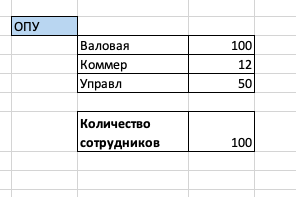 ОПУ
Валовая 100
Коммер 12
Управл 50
Количество
сотрудников 100